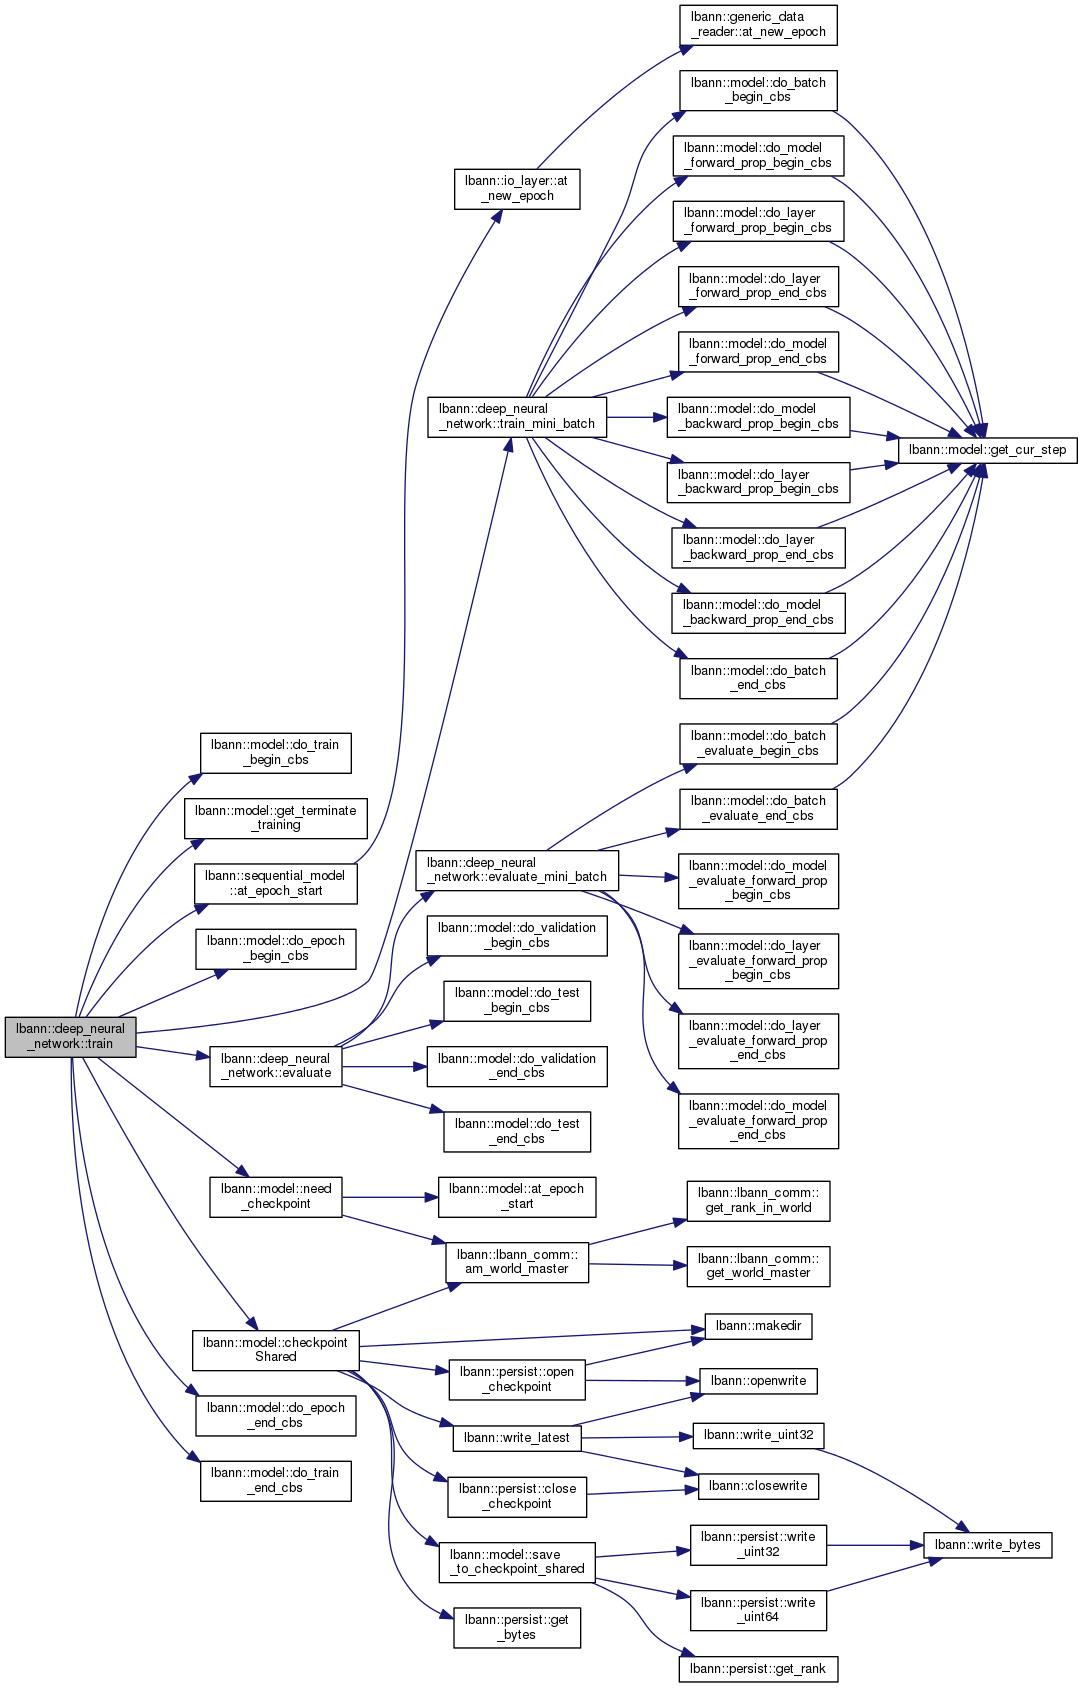 lbann::generic_data
_reader::at_new_epoch
lbann::model::do_batch
_begin_cbs
lbann::model::do_model
_forward_prop_begin_cbs
lbann::io_layer::at
_new_epoch
lbann::model::do_layer
_forward_prop_begin_cbs
lbann::model::do_layer
_forward_prop_end_cbs
lbann::model::do_model
_forward_prop_end_cbs
lbann::deep_neural
_network::train_mini_batch
lbann::model::do_model
_backward_prop_begin_cbs
lbann::model::get_cur_step
lbann::model::do_layer
_backward_prop_begin_cbs
lbann::model::do_layer
_backward_prop_end_cbs
lbann::model::do_model
_backward_prop_end_cbs
lbann::model::do_batch
_end_cbs
lbann::model::do_train
_begin_cbs
lbann::model::do_batch
_evaluate_begin_cbs
lbann::model::get_terminate
_training
lbann::model::do_batch
_evaluate_end_cbs
lbann::sequential_model
::at_epoch_start
lbann::deep_neural
_network::evaluate_mini_batch
lbann::model::do_model
_evaluate_forward_prop
_begin_cbs
lbann::model::do_epoch
_begin_cbs
lbann::model::do_validation
_begin_cbs
lbann::model::do_layer
_evaluate_forward_prop
_begin_cbs
lbann::model::do_test
_begin_cbs
lbann::deep_neural
_network::train
lbann::model::do_layer
_evaluate_forward_prop
_end_cbs
lbann::deep_neural
_network::evaluate
lbann::model::do_validation
_end_cbs
lbann::model::do_model
_evaluate_forward_prop
_end_cbs
lbann::model::do_test
_end_cbs
lbann::model::need
_checkpoint
lbann::model::at_epoch
_start
lbann::lbann_comm::
get_rank_in_world
lbann::lbann_comm::
am_world_master
lbann::lbann_comm::
get_world_master
lbann::makedir
lbann::model::checkpoint
Shared
lbann::persist::open
_checkpoint
lbann::openwrite
lbann::model::do_epoch
_end_cbs
lbann::write_latest
lbann::write_uint32
lbann::model::do_train
_end_cbs
lbann::persist::close
_checkpoint
lbann::closewrite
lbann::persist::write
_uint32
lbann::write_bytes
lbann::model::save
_to_checkpoint_shared
lbann::persist::write
_uint64
lbann::persist::get
_bytes
lbann::persist::get_rank